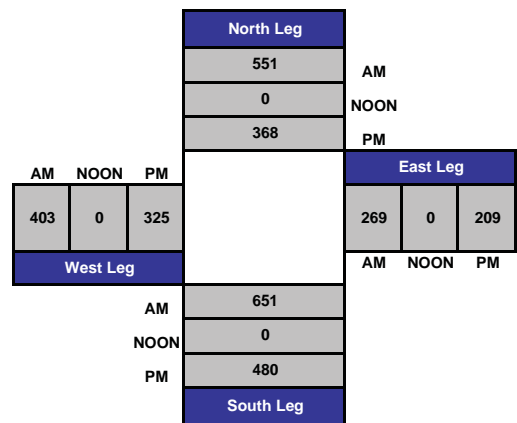 North Leg
551 AM
0 NOON
368 PM
AM NOON PM
East Leg
403 0 325
269 0 209
West Leg
AM NOON PM
AM 651
NOON 0
PM 480
South Leg